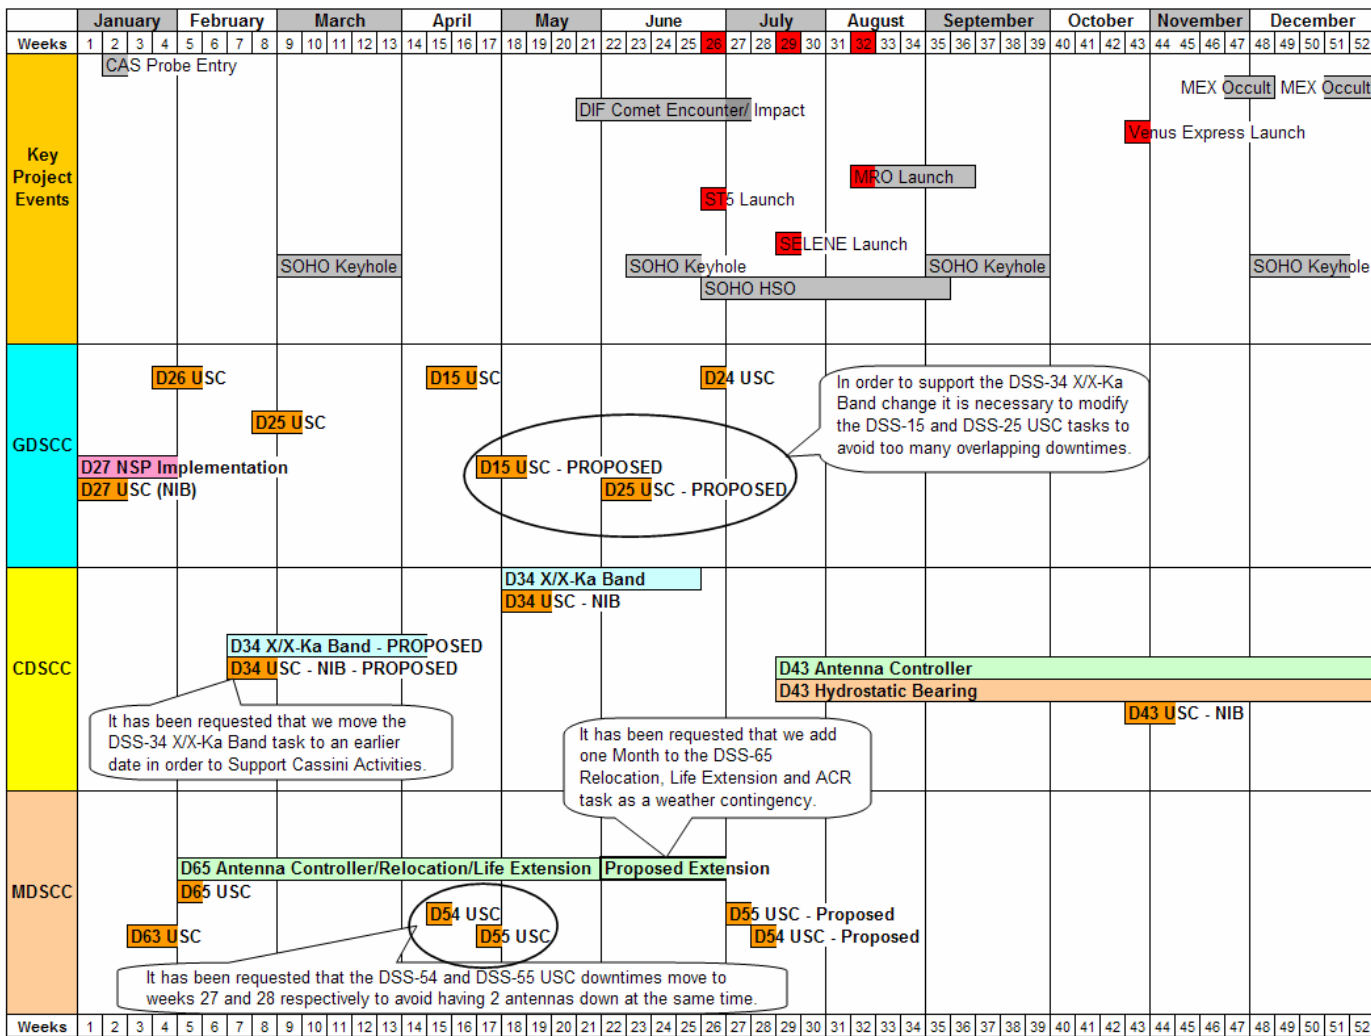 January February March April May June July August September October November December
Weeks 1 2 3 4 5 6 7 8 9 10 11 12 13 14 15 16 17 18 19 20 21 22 23 24 25 26 27 28 29 30 31 32 33 34 35 36 37 38 39 40 41 42 43 44 45 46 47 48 49 50 51 52
CAS Probe Entry
MEX Occult MEX Occult
DIF Comet Encounter/ Impact
Venus Express Launch
Key
Project
Events
MRO Launch
ST5 Launch
SELENE Launch
SOHO Keyhole SOHO Keyhole SOHO Keyhole SOHO Keyhole
SOHO HSO
GDSCC
D26 USC D15 USC D24 USC
D25 USC
D27 NSP Implementation D15 USC - PROPOSED
D27 USC (NIB) D25 USC - PROPOSED
In order to support the DSS-34 X/X-Ka
Band change it is necessary to modify
the DSS-15 and DSS-25 USC tasks to
avoid too many overlapping downtimes.
CDSCC
D34 X/X-Ka Band
D34 USC - NIB
D34 X/X-Ka Band - PROPOSED
D34 USC - NIB - PROPOSED
D43 Antenna Controller
D43 Hydrostatic Bearing
D43 USC - NIB
It has been requested that we move the
DSS-34 X/X-Ka Band task to an earlier
date in order to Support Cassini Activities.
It has been requested that we add
one Month to the DSS-65
Relocation, Life Extension and ACR
task as a weather contingency.
MDSCC
D65 Antenna Controller/Relocation/Life Extension Proposed Extension
D65 USC
D54 USC D55 USC - Proposed
D63 USC D55 USC D54 USC - Proposed
It has been requested that the DSS-54 and DSS-55 USC downtimes move to
weeks 27 and 28 respectively to avoid having 2 antennas down at the same time.
Weeks 1 2 3 4 5 6 7 8 9 10 11 12 13 14 15 16 17 18 19 20 21 22 23 24 25 26 27 28 29 30 31 32 33 34 35 36 37 38 39 40 41 42 43 44 45 46 47 48 49 50 51 52